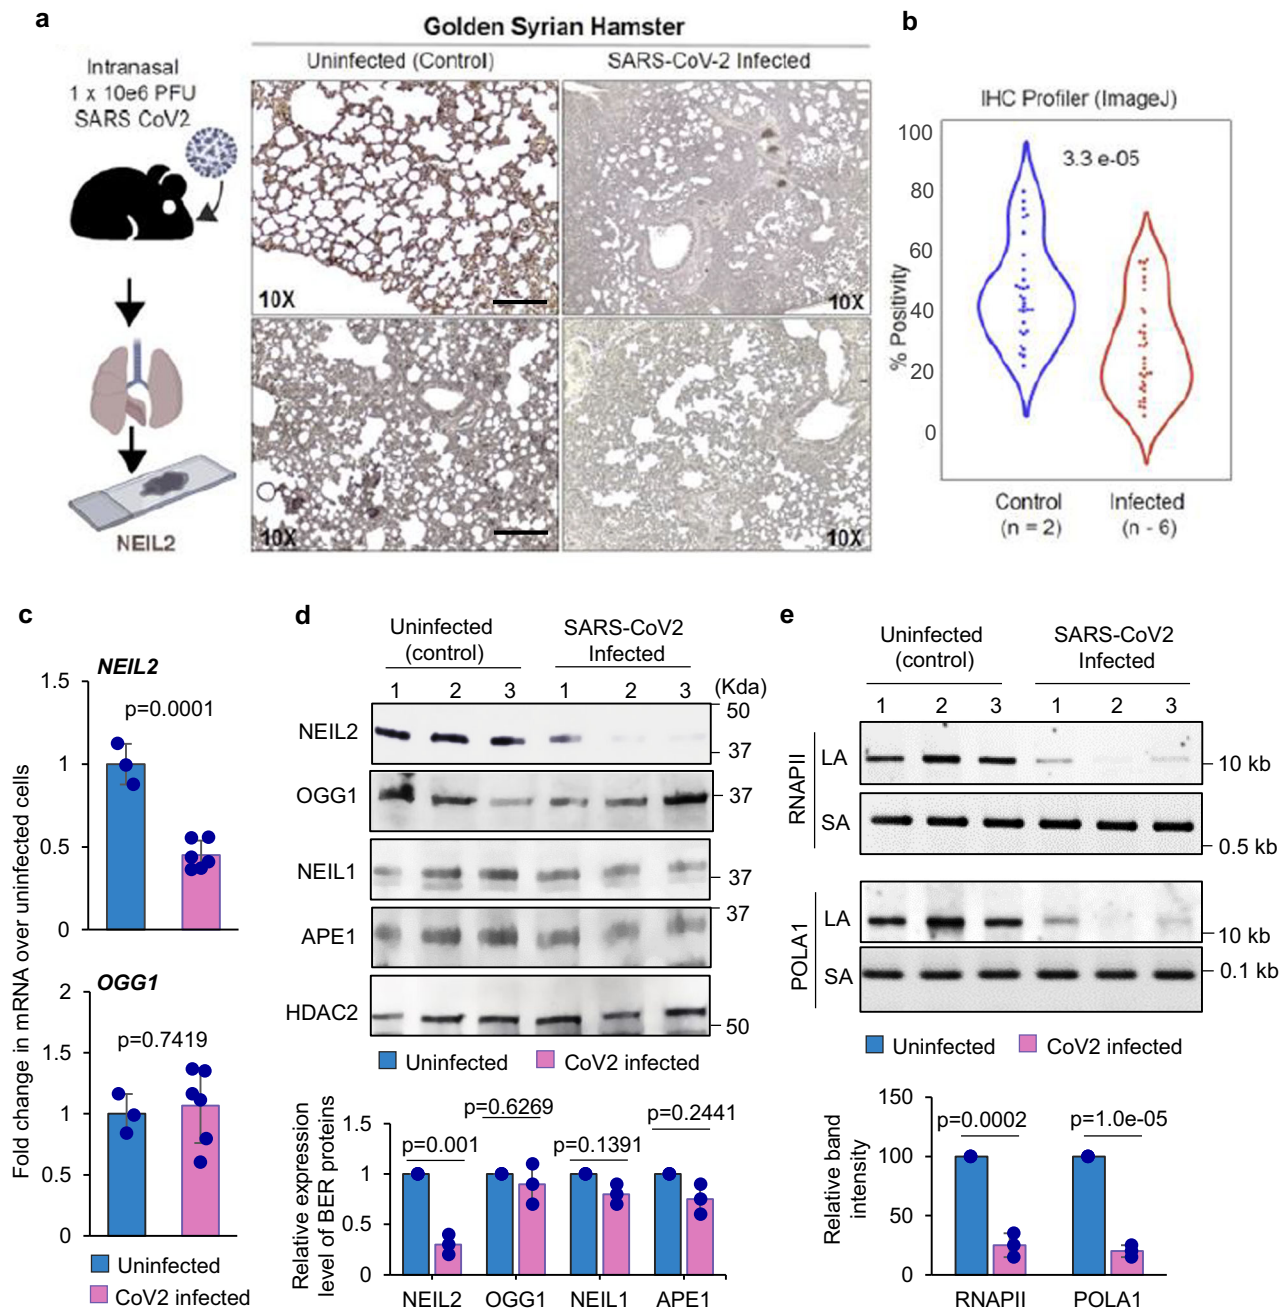 a
Golden Syrian Hamster
Uninfected (Control)
SARS-CoV-2 Infected
Intranasal
1 x 10e6 PFU
SARS CoV2
NEIL2
10X
10X
10X
10X
b
IHC Profiler (ImageJ)
3.3 e-05
% Positivity
100
80
60
40
20
0
Control
(n = 2)
Infected
(n - 6)
c
Fold change in mRNA over uninfected cells
NEIL2
p=0.0001
1.5
1
0.5
0
OGG1
p=0.7419
2
1.5
1
0.5
0
Uninfected
CoV2 infected
d
Uninfected
(control)
SARS-CoV2
Infected
1 2 3 1 2 3 (Kda)
NEIL2
50
37
OGG1
37
NEIL1
37
APE1
37
HDAC2
50
Uninfected
CoV2 infected
Relative expression
level of BER proteins
1.5
1
0.5
0
p=0.001
p=0.6269
p=0.1391
p=0.2441
NEIL2 OGG1 NEIL1 APE1
e
Uninfected
(control)
SARS-CoV2
Infected
1 2 3 1 2 3
RNAPII
LA
10 kb
SA
0.5 kb
POLA1
LA
10 kb
SA
0.1 kb
Uninfected
CoV2 infected
Relative band
intensity
150
100
50
0
p=0.0002
p=1.0e-05
RNAPII POLA1